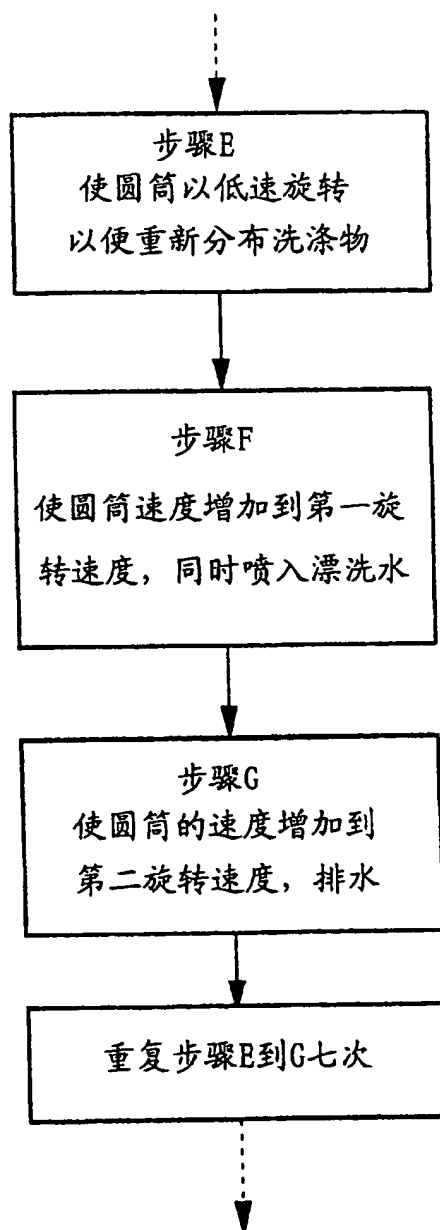 步骤E
使圆筒以低速旋转
以便重新分布洗涤物
步骤F
使圆筒速度增加到第一旋
转速度，同时喷入漂洗水
步骤G
使圆筒的速度增加到
第二旋转速度，排水
重复步骤E到G七次